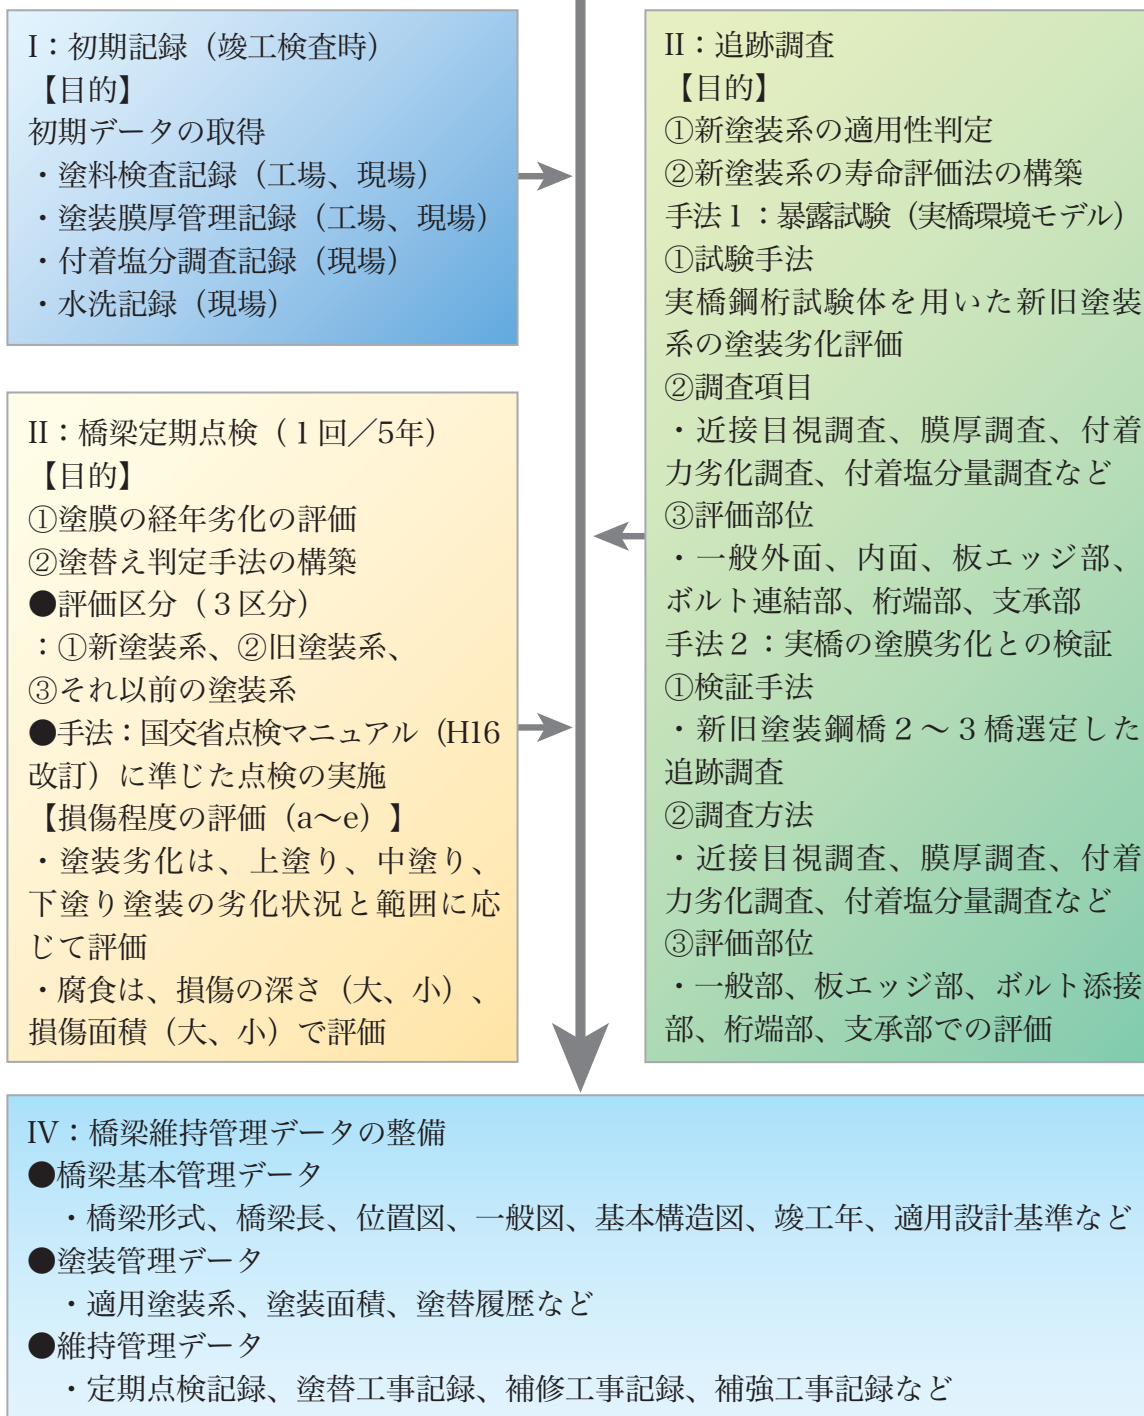 I：初期記録（竣工検査時）
【目的】
初期データの取得
・塗料検査記録（工場、現場）
・塗装膜厚管理記録（工場、現場）
・付着塩分調査記録（現場）
・水洗記録（現場）
II：橋梁定期点検（１回／5年）
【目的】
①塗膜の経年劣化の評価
②塗替え判定手法の構築
●評価区分（３区分）
：①新塗装系、②旧塗装系、
③それ以前の塗装系
●手法：国交省点検マニュアル（H16
改訂）に準じた点検の実施
【損傷程度の評価（a～e）】
・塗装劣化は、上塗り、中塗り、
下塗り塗装の劣化状況と範囲に応
じて評価
・腐食は、損傷の深さ（大、小）、
損傷面積（大、小）で評価
II：追跡調査
【目的】
①新塗装系の適用性判定
②新塗装系の寿命評価法の構築
手法１：暴露試験（実橋環境モデル）
①試験手法
実橋鋼桁試験体を用いた新旧塗装
系の塗装劣化評価
②調査項目
・近接目視調査、膜厚調査、付着
力劣化調査、付着塩分量調査など
③評価部位
・一般外面、内面、板エッジ部、
ボルト連結部、桁端部、支承部
手法２：実橋の塗膜劣化との検証
①検証手法
・新旧塗装鋼橋２～３橋選定した
追跡調査
②調査方法
・近接目視調査、膜厚調査、付着
力劣化調査、付着塩分量調査など
③評価部位
・一般部、板エッジ部、ボルト添接
部、桁端部、支承部での評価
IV：橋梁維持管理データの整備
●橋梁基本管理データ
・橋梁形式、橋梁長、位置図、一般図、基本構造図、竣工年、適用設計基準など
●塗装管理データ
・適用塗装系、塗装面積、塗替履歴など
●維持管理データ
・定期点検記録、塗替工事記録、補修工事記録、補強工事記録など